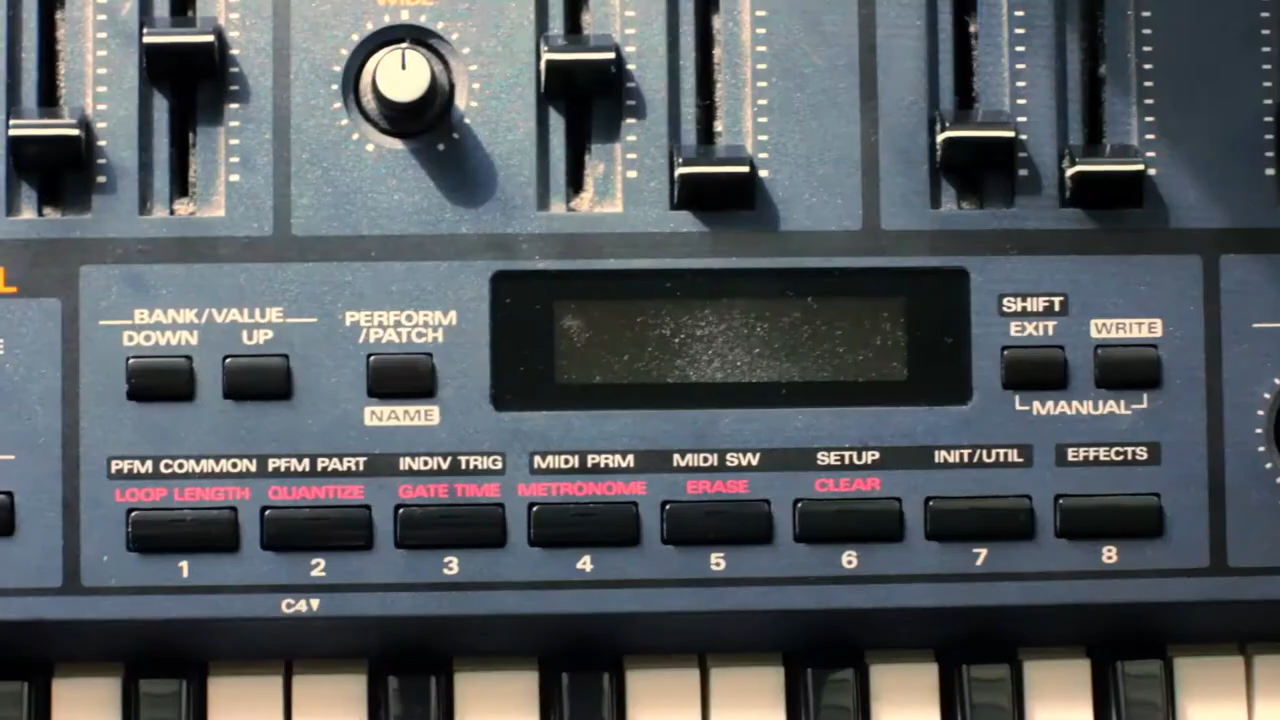 WIDE
L
E
BANK/VALUE
DOWN UP
PERFORM
/PATCH
NAME
SHIFT
EXIT
WRITE
MANUAL
PFM COMMON PFM PART INDIV TRIG MIDI PRM MIDI SW SETUP INIT/UTIL EFFECTS
LOOP LENGTH QUANTIZE GATE TIME METRONOME ERASE CLEAR
1 2 3 4 5 6 7 8
C4▼